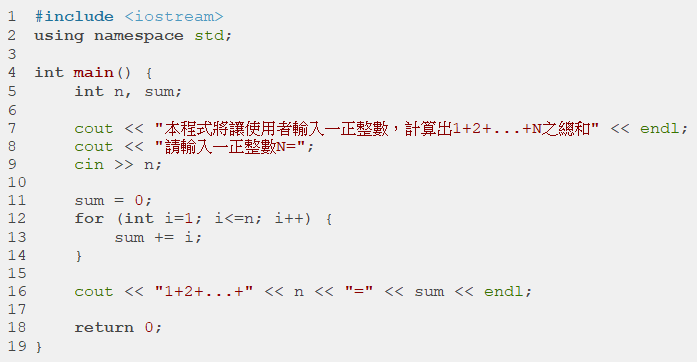 1 #include <iostream>
2 using namespace std;
3
4 int main() {
5     int n, sum;
6
7     cout << "本程式將讓使用者輸入一正整數，計算出1+2+...+N之總和" << endl;
8     cout << "請輸入一正整數N=";
9     cin >> n;
10
11     sum = 0;
12     for (int i=1; i<=n; i++) {
13         sum += i;
14     }
15
16     cout << "1+2+...+" << n << "=" << sum << endl;
17
18     return 0;
19 }